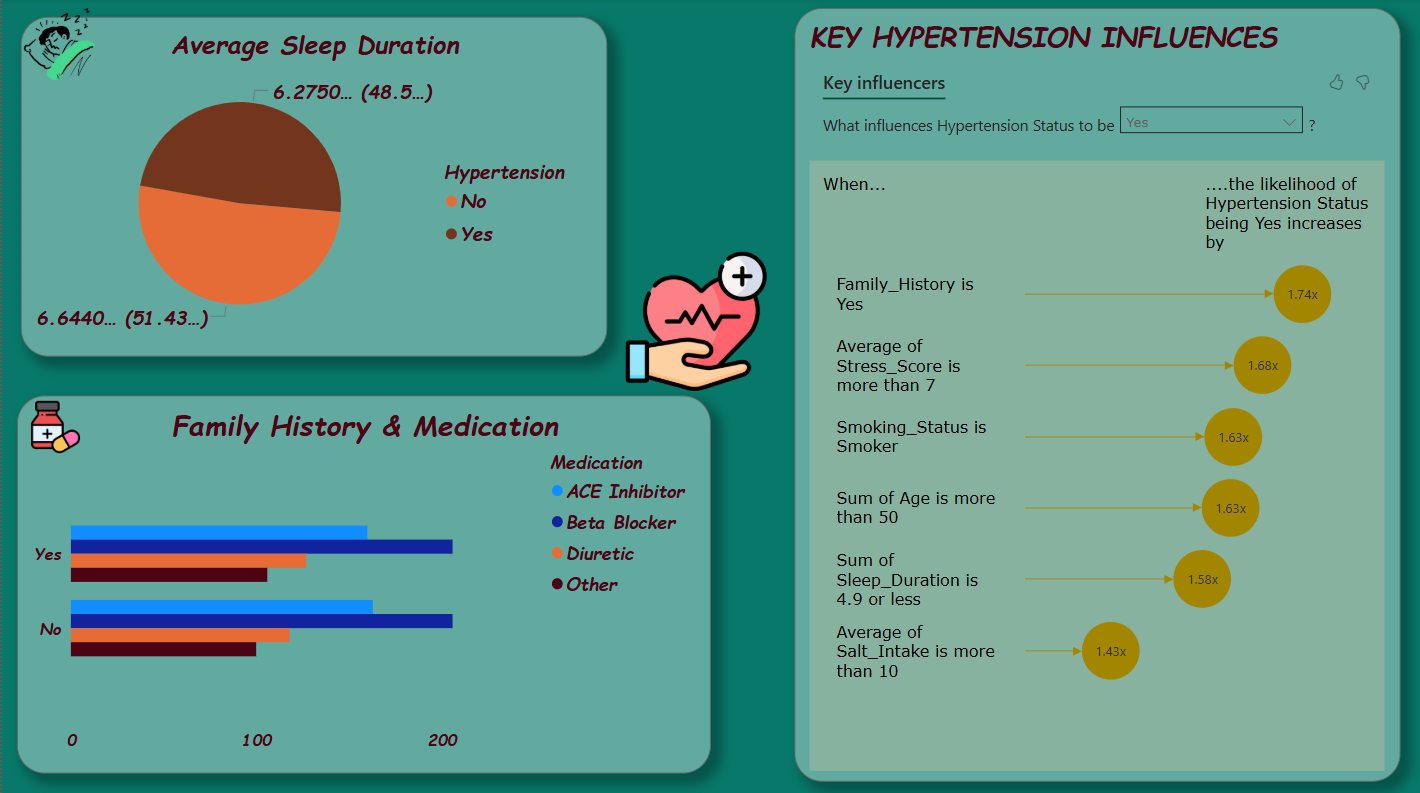 Average Sleep Duration
6.2750... (48.5...)
Hypertension
No
Yes
6.6440... (51.43...)
Family History & Medication
Medication
ACE Inhibitor
Beta Blocker
Diuretic
Other
Yes
No
0 100 200
KEY HYPERTENSION INFLUENCES
Key influencers
What influences Hypertension Status to be Yes ?
When...
....the likelihood of
Hypertension Status
being Yes increases
by
Family_History is
Yes
1.74x
Average of
Stress_Score is
more than 7
1.68x
Smoking_Status is
Smoker
1.63x
Sum of Age is more
than 50
1.63x
Sum of
Sleep_Duration is
4.9 or less
1.58x
Average of
Salt_Intake is more
than 10
1.43x